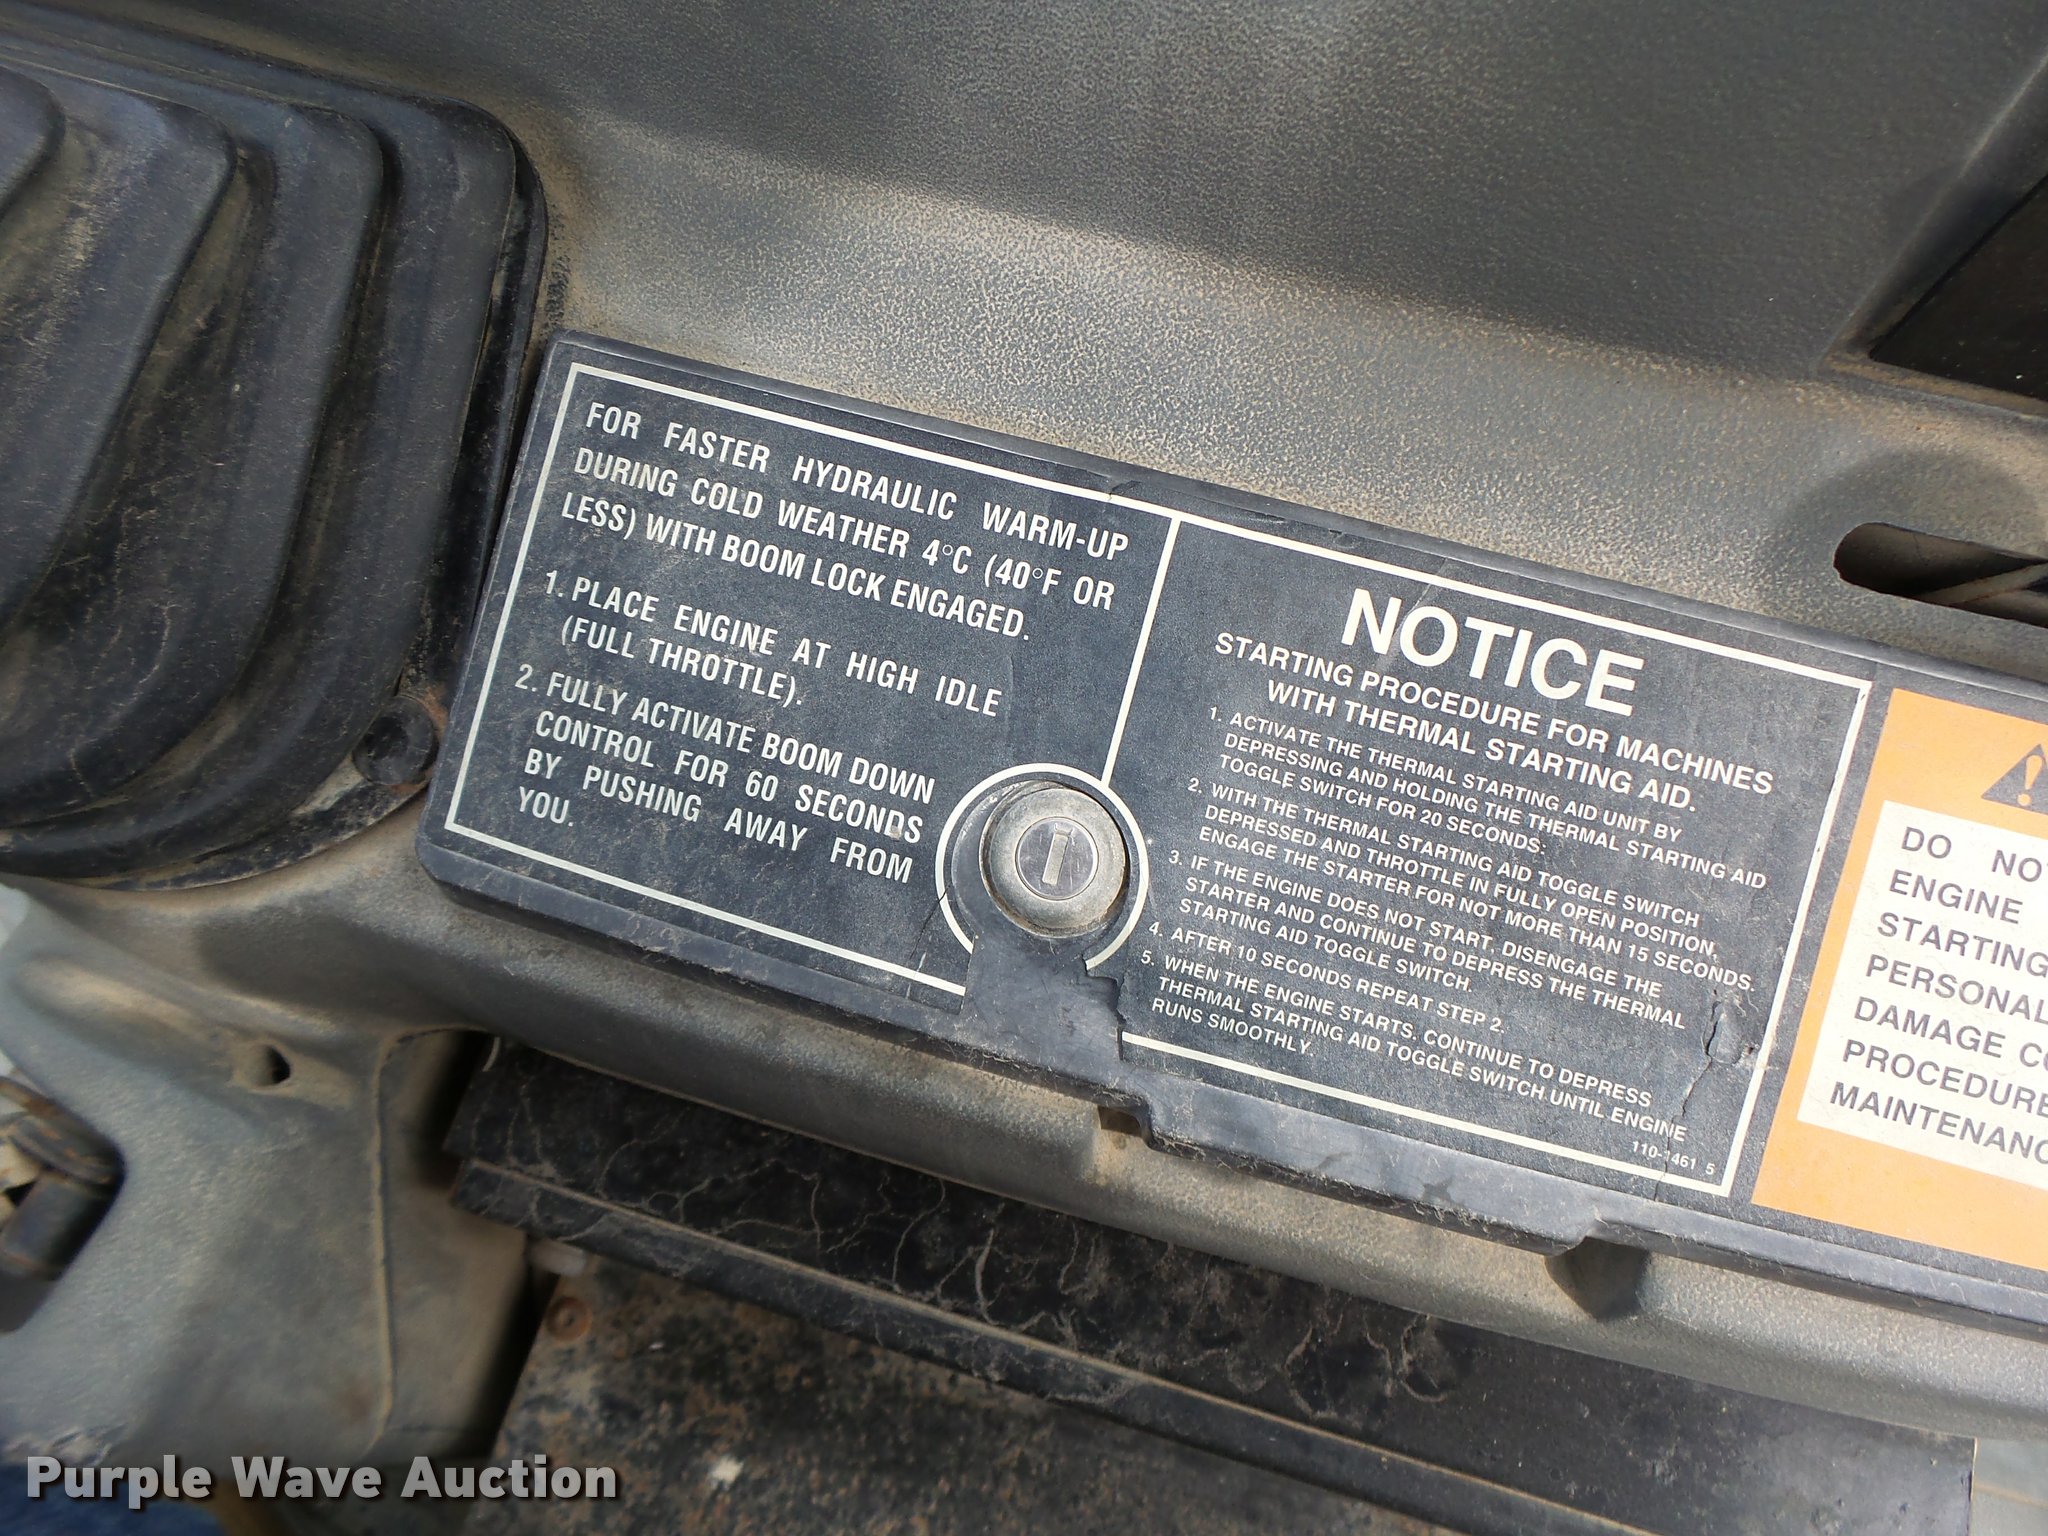 FOR FASTER HYDRAULIC WARM-UP
DURING COLD WEATHER 4°C (40°F OR
LESS) WITH BOOM LOCK ENGAGED.
1. PLACE ENGINE AT HIGH IDLE
(FULL THROTTLE).
2. FULLY ACTIVATE BOOM DOWN
CONTROL FOR 60 SECONDS
BY PUSHING AWAY FROM
YOU.
NOTICE
STARTING PROCEDURE FOR MACHINES
WITH THERMAL STARTING AID.
1. ACTIVATE THE THERMAL STARTING AID UNIT BY
DEPRESSING AND HOLDING THE THERMAL STARTING AID
TOGGLE SWITCH FOR 20 SECONDS:
2. WITH THE THERMAL STARTING AID TOGGLE SWITCH
DEPRESSED AND THROTTLE IN FULLY OPEN POSITION,
ENGAGE THE STARTER FOR NOT MORE THAN 15 SECONDS.
3. IF THE ENGINE DOES NOT START, DISENGAGE THE
STARTER AND CONTINUE TO DEPRESS THE THERMAL
STARTING AID TOGGLE SWITCH.
4. AFTER 10 SECONDS REPEAT STEP 2.
5. WHEN THE ENGINE STARTS. CONTINUE TO DEPRESS
THERMAL STARTING AID TOGGLE SWITCH UNTIL ENGINE
RUNS SMOOTHLY.
110-1461 5
DO
ENGINE
STARTING
PERSONAL
DAMAGE
Purple Wave Auction